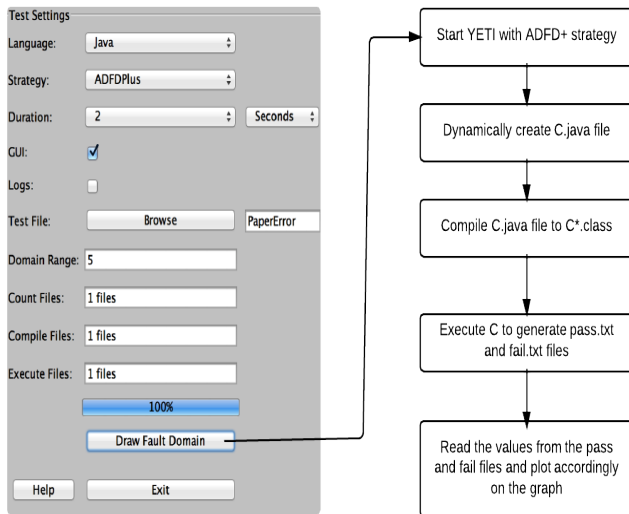 Test Settings
Language: Java
Strategy: ADFDPlus
Duration: 2 Seconds
GUI:
Logs:
Test File: Browse PaperError
Domain Range: 5
Count Files: 1 files
Compile Files: 1 files
Execute Files: 1 files
100%
Draw Fault Domain
Help Exit
Start YETI with ADFD+ strategy
Dynamically create C.java file
Compile C.java file to C*.class
Execute C to generate pass.txt
and fail.txt files
Read the values from the pass
and fail files and plot accordingly
on the graph